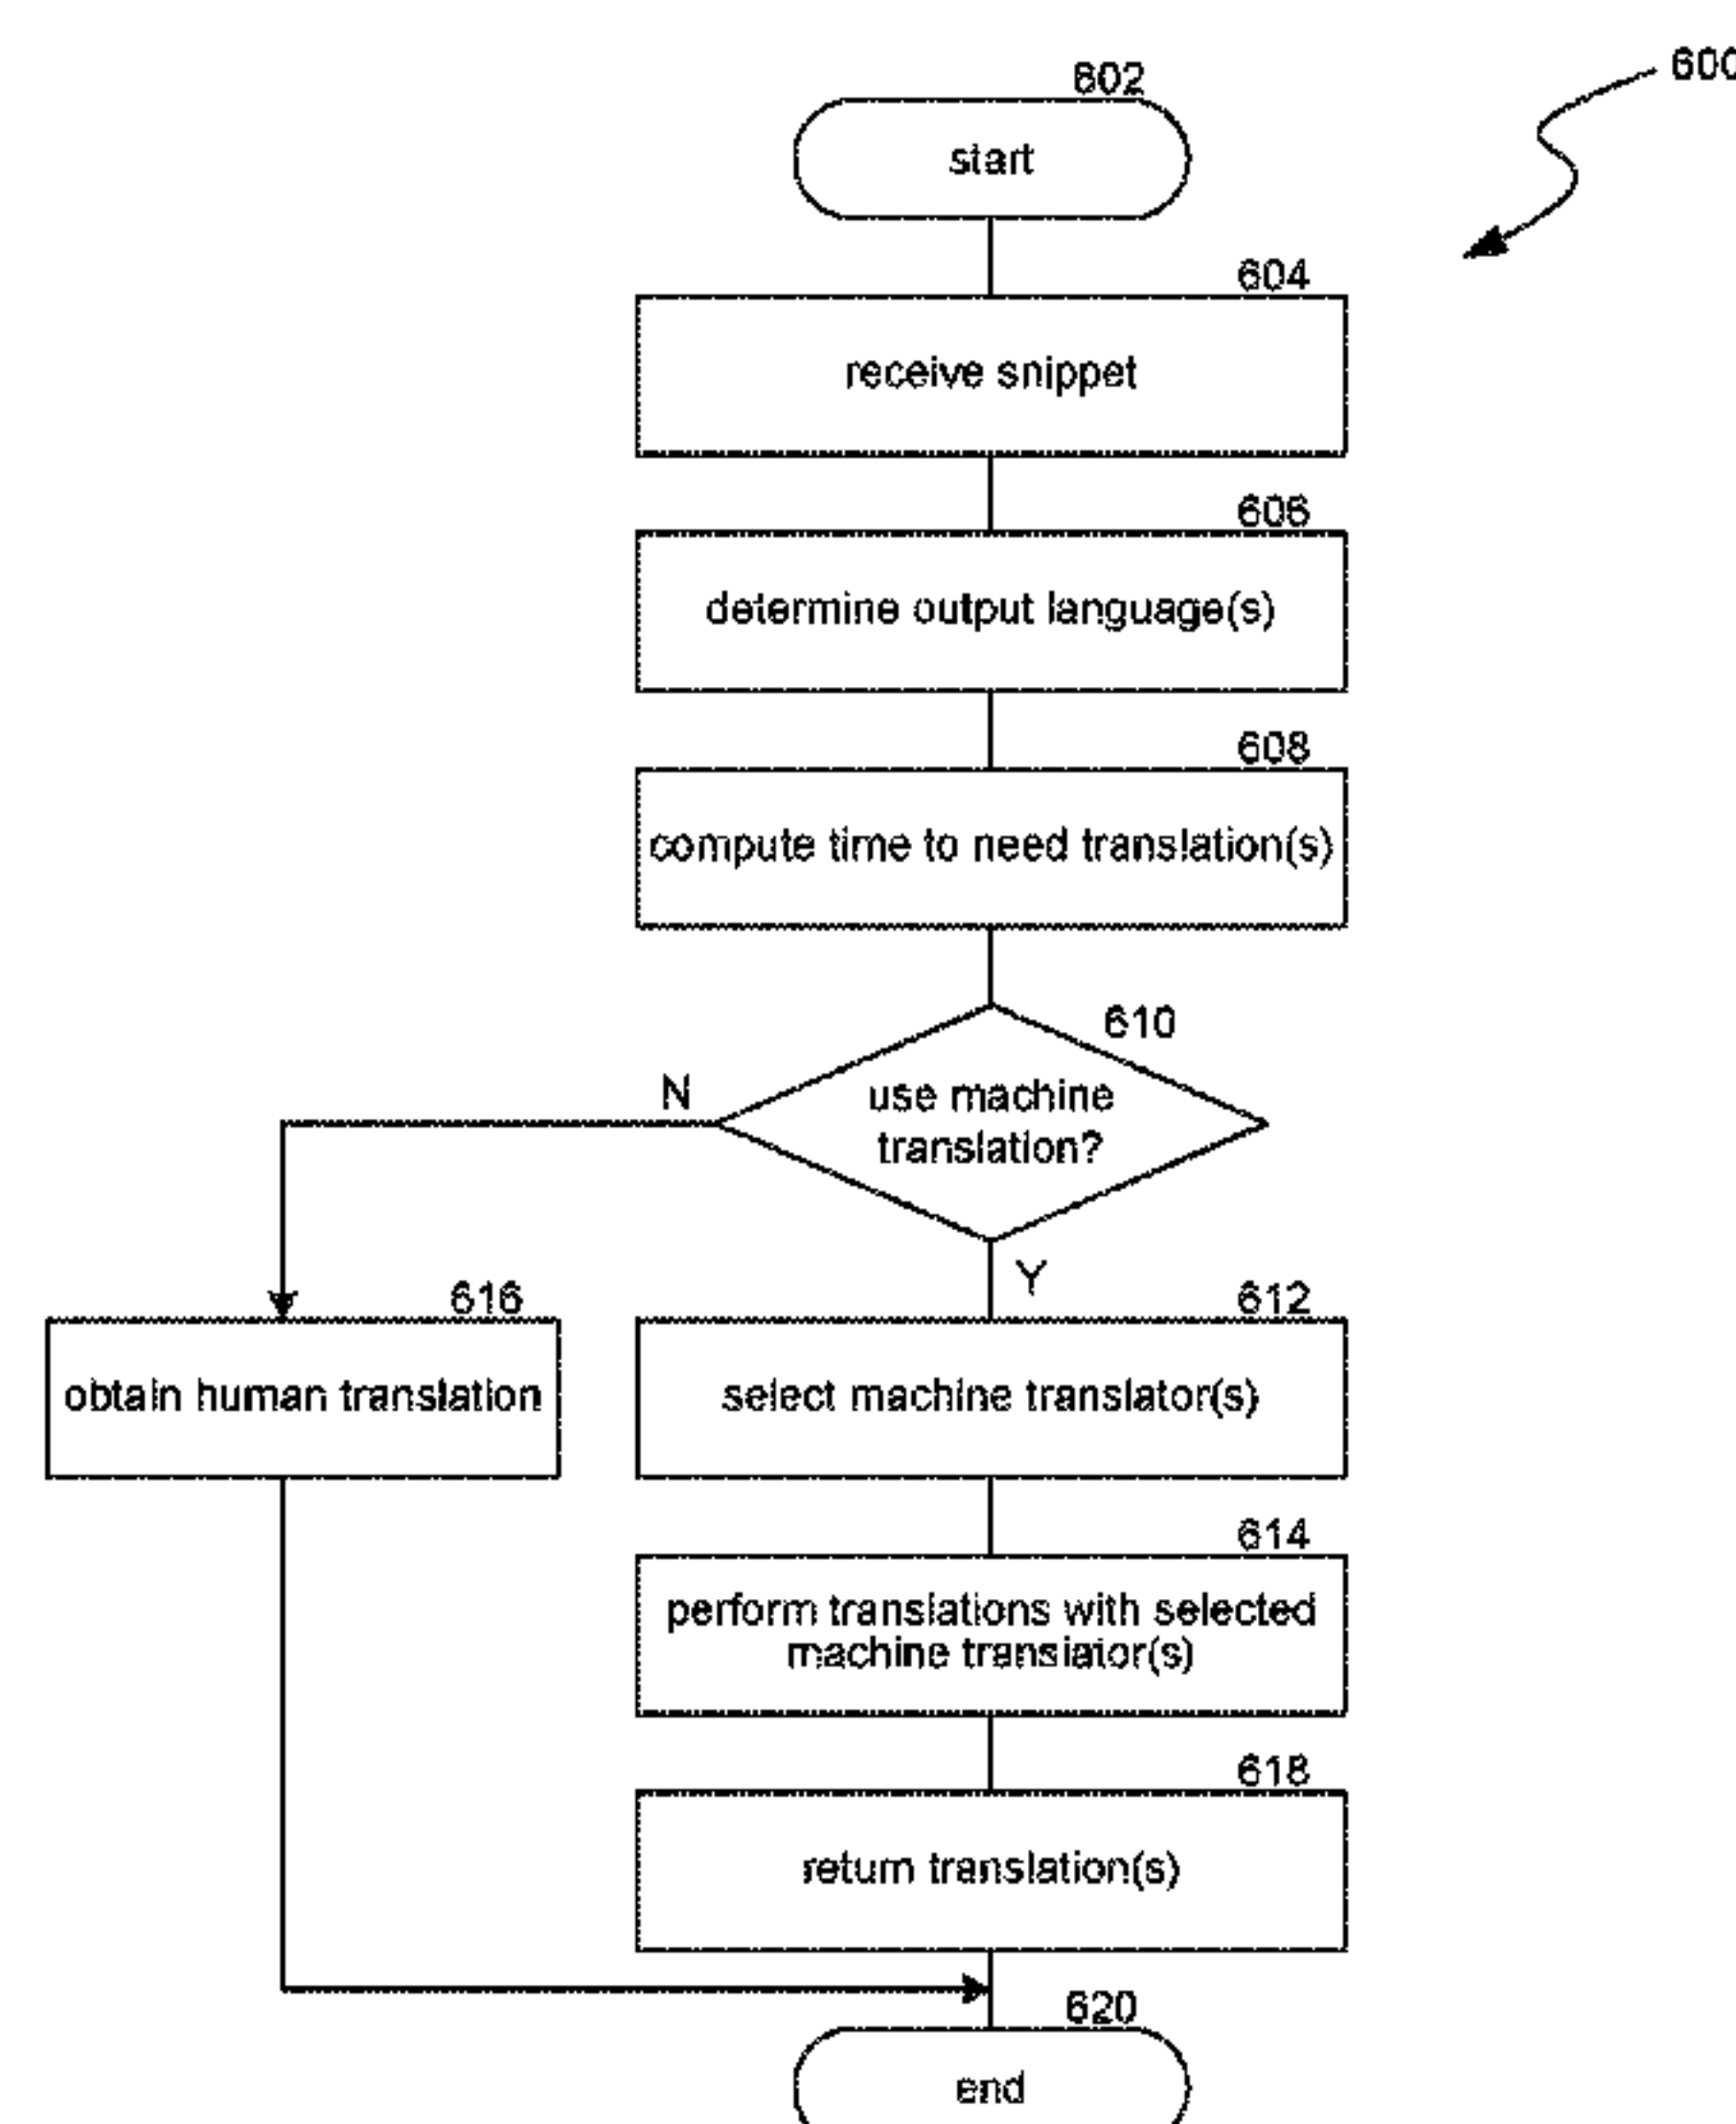 600
602
start
604
receive snippet
606
determine output language(s)
608
compute time to need translation(s)
610
use machine
translation?
N
Y
616
obtain human translation
612
select machine translator(s)
614
perform translations with selected
machine translator(s)
618
return translation(s)
620
end